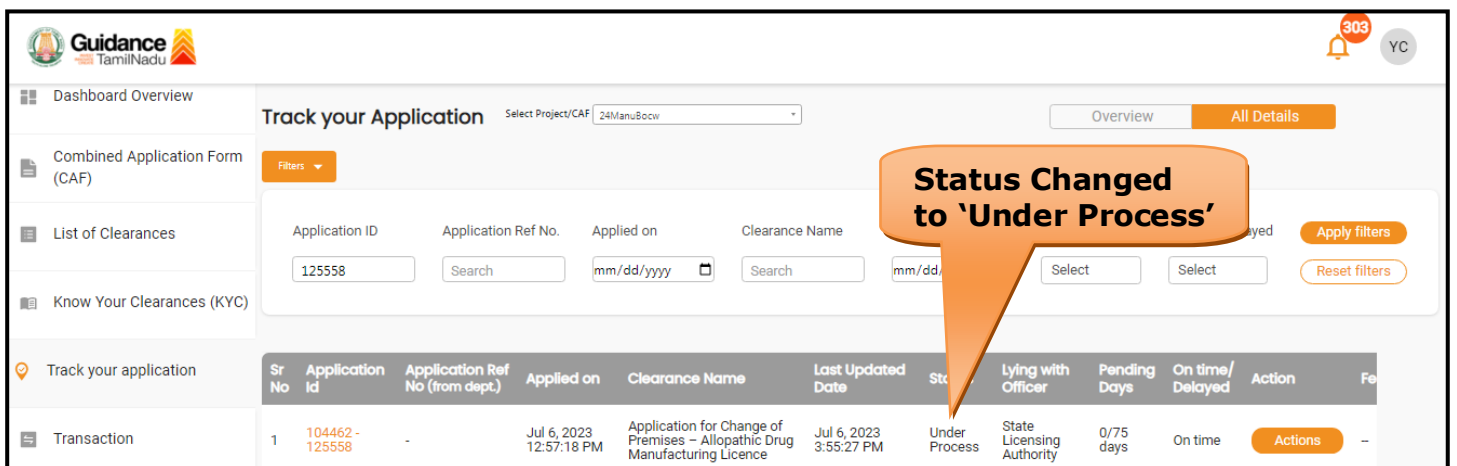 Guidance
TamilNadu
303
YC
Dashboard Overview
Combined Application Form
(CAF)
List of Clearances
Know Your Clearances (KYC)
Track your application
Transaction
Track your Application
Select Project/CAF
24ManuBocw
Overview
All Details
Filters
Status Changed
to ‘Under Process’
Application ID
Application Ref No.
Applied on
Clearance Name
Apply filters
125558
Search
mm/dd/yyyy
Search
mm/dd/
Select
Select
Reset filters
Sr No
Application Id
Application Ref No (from dept.)
Applied on
Clearance Name
Last Updated Date
Lying with Officer
Pending Days
On time/ Delayed
Action
Fe
1
104462 -
125558
-
Jul 6, 2023
12:57:18 PM
Application for Change of
Premises – Allopathic Drug
Manufacturing Licence
Jul 6, 2023
3:55:27 PM
Under
Process
State
Licensing
Authority
0/75
days
On time
Actions
--